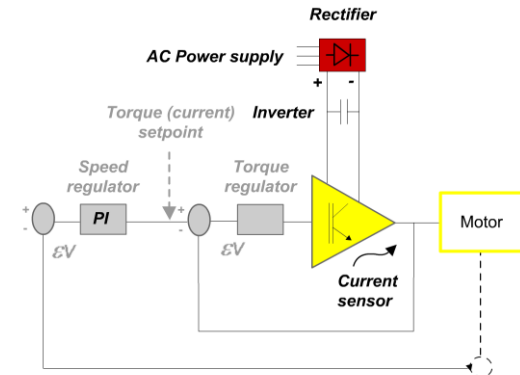 Rectifier
AC Power supply
+ -
Torque (current) Inverter
setpoint
Speed
regulator
Torque
regulator
+
-
PI
+
-
Motor
εV
εV
Current
sensor